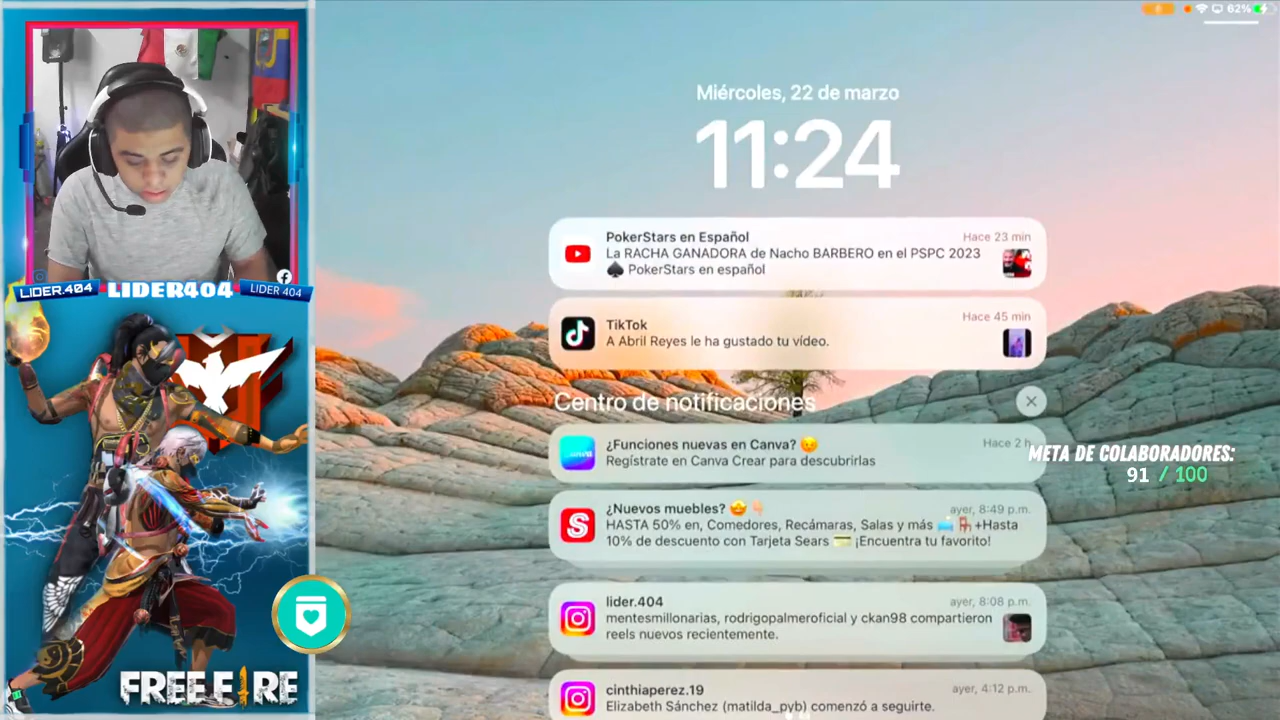 62%
Miércoles, 22 de marzo
11:24
PokerStars en Español
Hace 23 min
La RACHA GANADORA de Nacho BARBERO en el PSPC 2023
♠️ PokerStars en español
TikTok
Hace 45 min
A Abril Reyes le ha gustado tu vídeo.
Centro de notificaciones
¿Funciones nuevas en Canva? 
Hace 2 h
Regístrate en Canva Crear para descubrirlas
META DE COLABORADORES:
91 / 100
¿Nuevos muebles? 
ayer, 8:49 p.m.
HASTA 50% en, Comedores, Recámaras, Salas y más 🛋️🪑 +Hasta
10% de descuento con Tarjeta Sears 💳 ¡Encuentra tu favorito!
lider.404
ayer, 8:08 p.m.
mentesmillonarias, rodrigopalmeroficial y ckan98 compartieron
reels nuevos recientemente.
cinthiaperez.19
ayer, 4:12 p.m.
Elizabeth Sánchez (matilda_pyb) comenzó a seguirte.
LIDER.404
LIDER404
LIDER 404
FREE FIRE